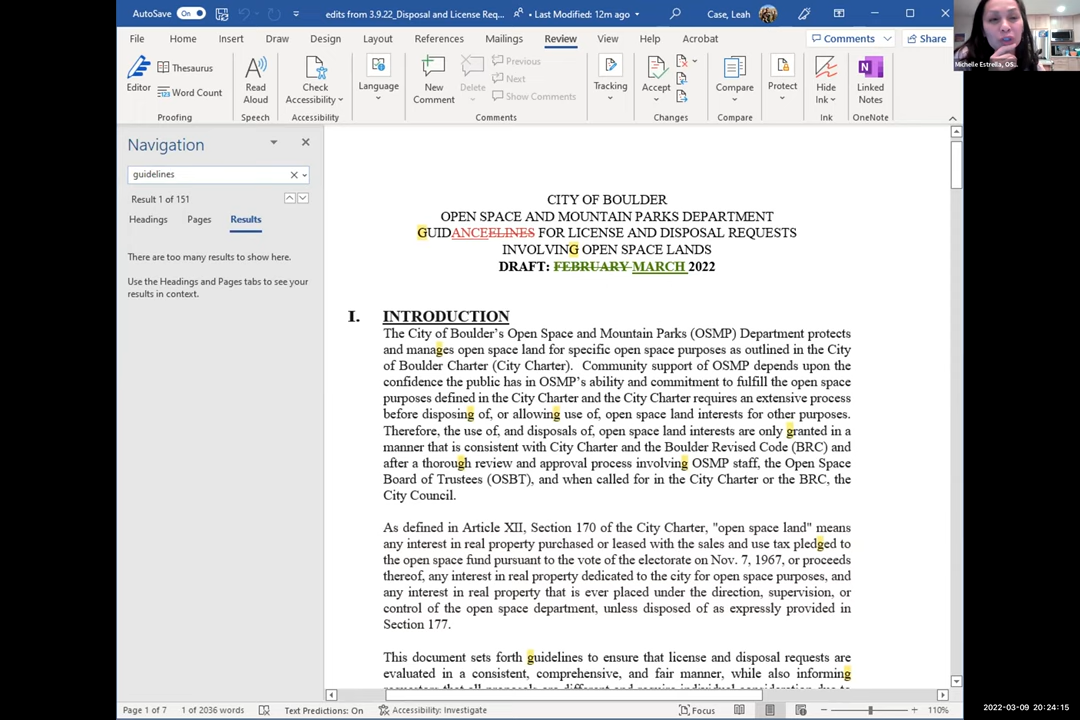 AutoSave On edits from 3.9.22_Disposal and License Req... • Last Modified: 12m ago Case, Leah
File Home Insert Draw Design Layout References Mailings Review View Help Acrobat Comments Share
Editor Thesaurus Word Count Read Aloud Check Accessibility Language New Comment Delete Previous Next Show Comments Tracking Accept Compare Protect Hide Ink Linked Notes
Proofing Speech Accessibility Comments Changes Compare Ink OneNote
Michelle Estrella, OS...
Navigation
guidelines
Result 1 of 151
Headings Pages Results
There are too many results to show here.
Use the Headings and Pages tabs to see your
results in context.
CITY OF BOULDER
OPEN SPACE AND MOUNTAIN PARKS DEPARTMENT
GUIDANCEELINES FOR LICENSE AND DISPOSAL REQUESTS
INVOLVING OPEN SPACE LANDS
DRAFT: FEBRUARY MARCH 2022
I. INTRODUCTION
The City of Boulder's Open Space and Mountain Parks (OSMP) Department protects
and manages open space land for specific open space purposes as outlined in the City
of Boulder Charter (City Charter). Community support of OSMP depends upon the
confidence the public has in OSMP's ability and commitment to fulfill the open space
purposes defined in the City Charter and the City Charter requires an extensive process
before disposing of, or allowing use of, open space land interests for other purposes.
Therefore, the use of, and disposals of, open space land interests are only granted in a
manner that is consistent with City Charter and the Boulder Revised Code (BRC) and
after a thorough review and approval process involving OSMP staff, the Open Space
Board of Trustees (OSBT), and when called for in the City Charter or the BRC, the
City Council.
As defined in Article XII, Section 170 of the City Charter, "open space land" means
any interest in real property purchased or leased with the sales and use tax pledged to
the open space fund pursuant to the vote of the electorate on Nov. 7, 1967, or proceeds
thereof, any interest in real property dedicated to the city for open space purposes, and
any interest in real property that is ever placed under the direction, supervision, or
control of the open space department, unless disposed of as expressly provided in
Section 177.
This document sets forth guidelines to ensure that license and disposal requests are
evaluated in a consistent, comprehensive, and fair manner, while also informing
requesters that all proposals are different and require individual consideration due to
Page 1 of 7 1 of 2036 words Text Predictions: On Accessibility: Investigate Focus 110%
2022-03-09 20:24:15